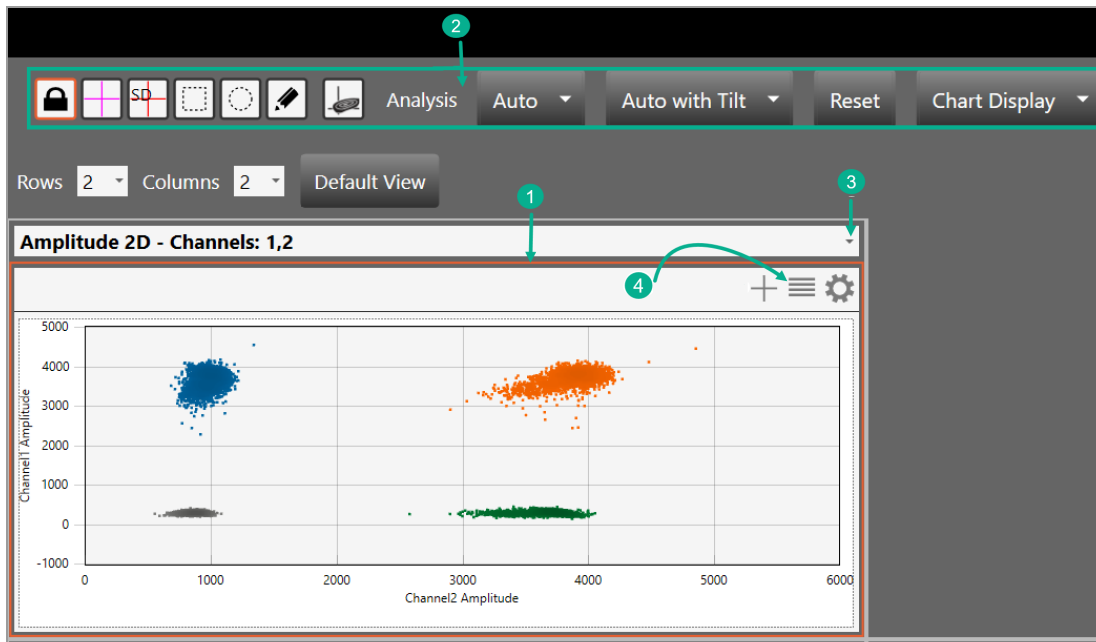 2
SD Analysis Auto Auto with Tilt Reset Chart Display
Rows 2 Columns 2 Default View
1
3
Amplitude 2D - Channels: 1,2
4
5000
4000
3000
2000
1000
0
-1000
Channel1 Amplitude
0 1000 2000 3000 4000 5000 6000
Channel2 Amplitude